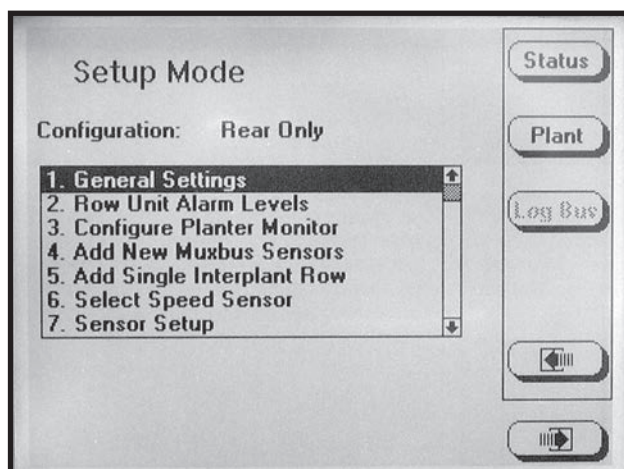 Setup Mode
Configuration: Rear Only
1. General Settings
2. Row Unit Alarm Levels
3. Configure Planter Monitor
4. Add New Muxbus Sensors
5. Add Single Interplant Row
6. Select Speed Sensor
7. Sensor Setup
Status
Plant
Log Bus